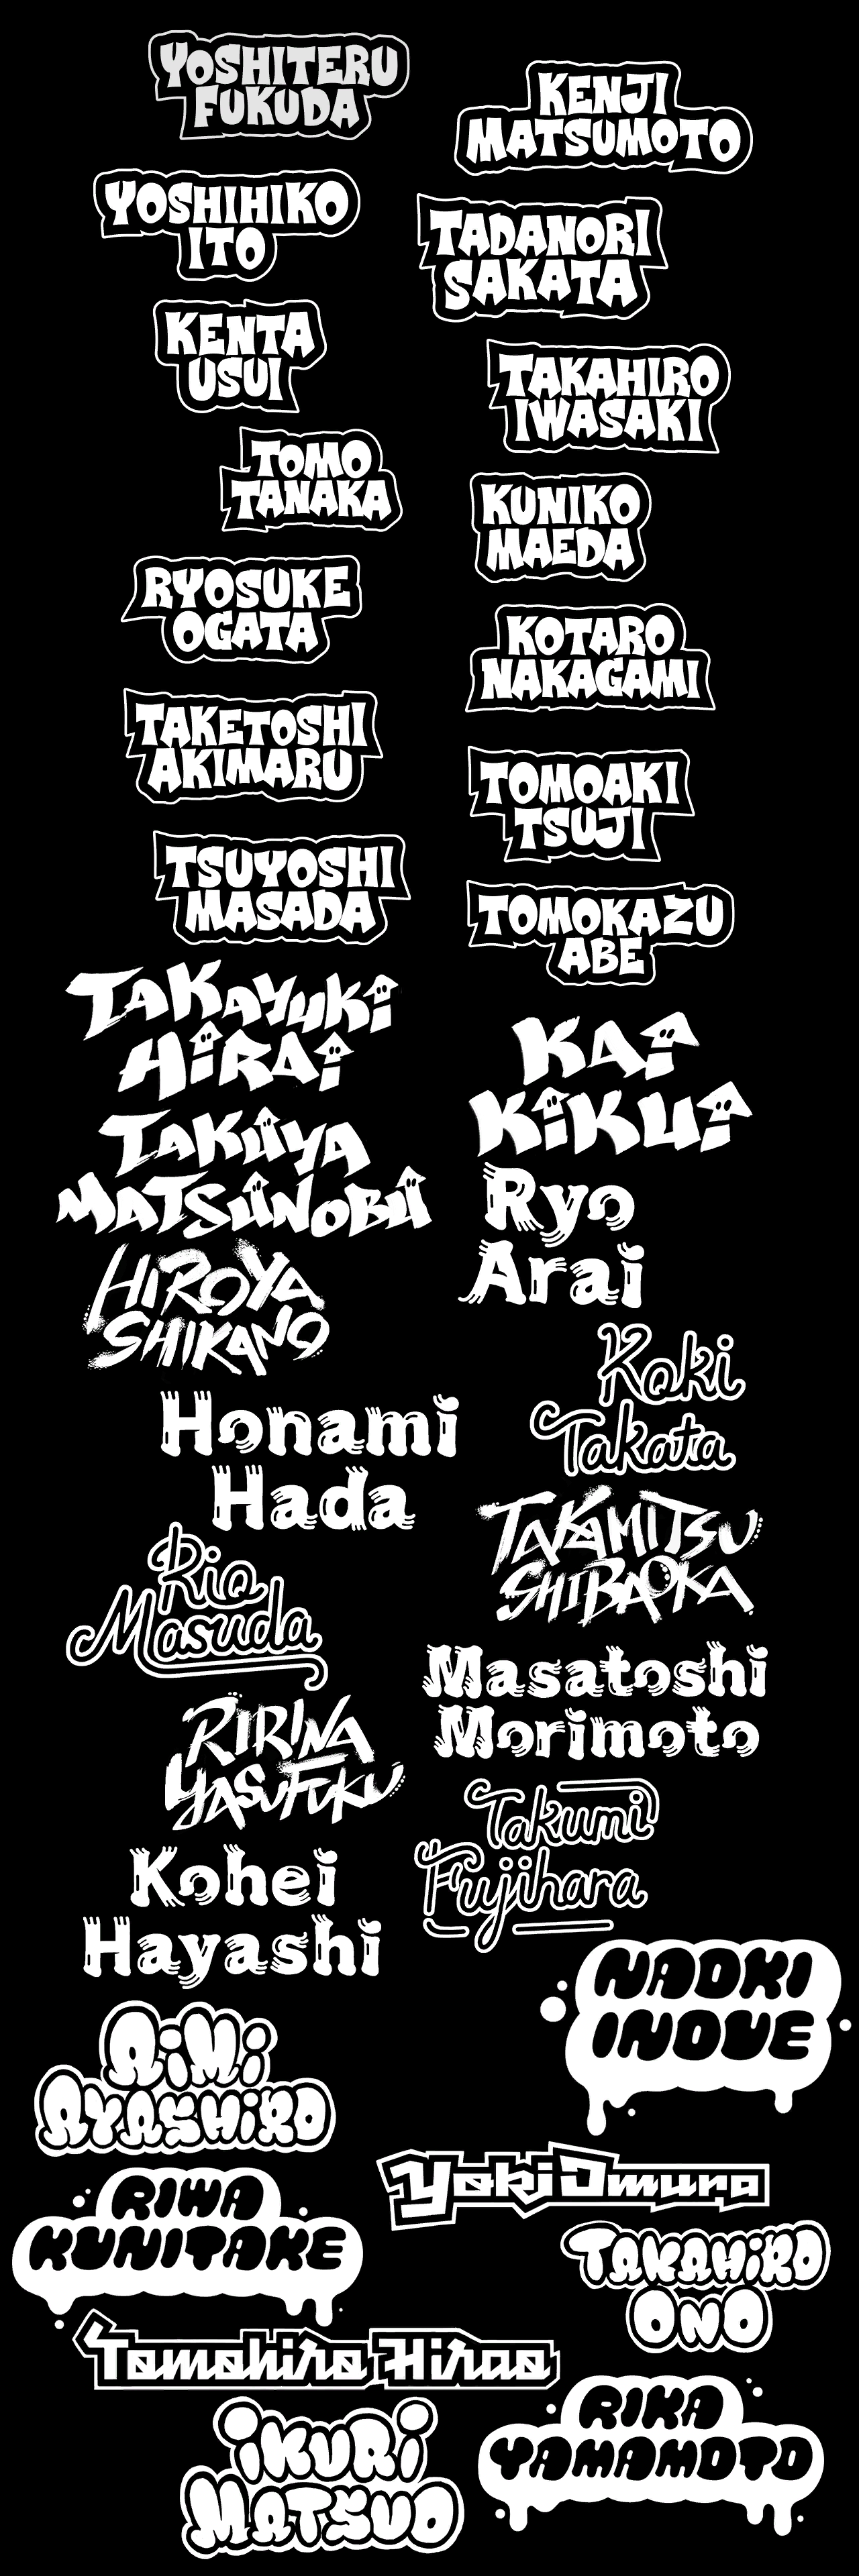 YOSHITERU
FUKUDA
KENJI
MATSUMOTO
YOSHIHIKO
ITO
TADANORI
SAKATA
KENTA
USUI
TAKAHIRO
IWASAKI
TOMO
TANAKA
KUNIKO
MAEDA
RYOSUKE
OGATA
KOTARO
NAKAGAMI
TAKETOSHI
AKIMARU
TOMOAKI
TSUJI
TSUYOSHI
MASADA
TOMOKAZU
ABE
TAKAYUKi
HiRAi
KAi
KiKUi
TAKUYA
MATSUNOBU
Ryo
Arai
HIROYA
SHIKANO
Koki
Takata
Honami
Hada
TAKAMITSU
SHIBAOKA
Rio
Masuda
Masatoshi
Morimoto
RIRINA
YASUFUKU
Takumi
Fujihara
Kohei
Hayashi
NAOKI
INOUE
AiMi
AYASHiRO
Yoki Imuro
RIWA
KUNITAKE
TAKAHiRO
ONO
Tomohiro Hirao
RIKA
YAMAMOTO
iKURi
MATSUO